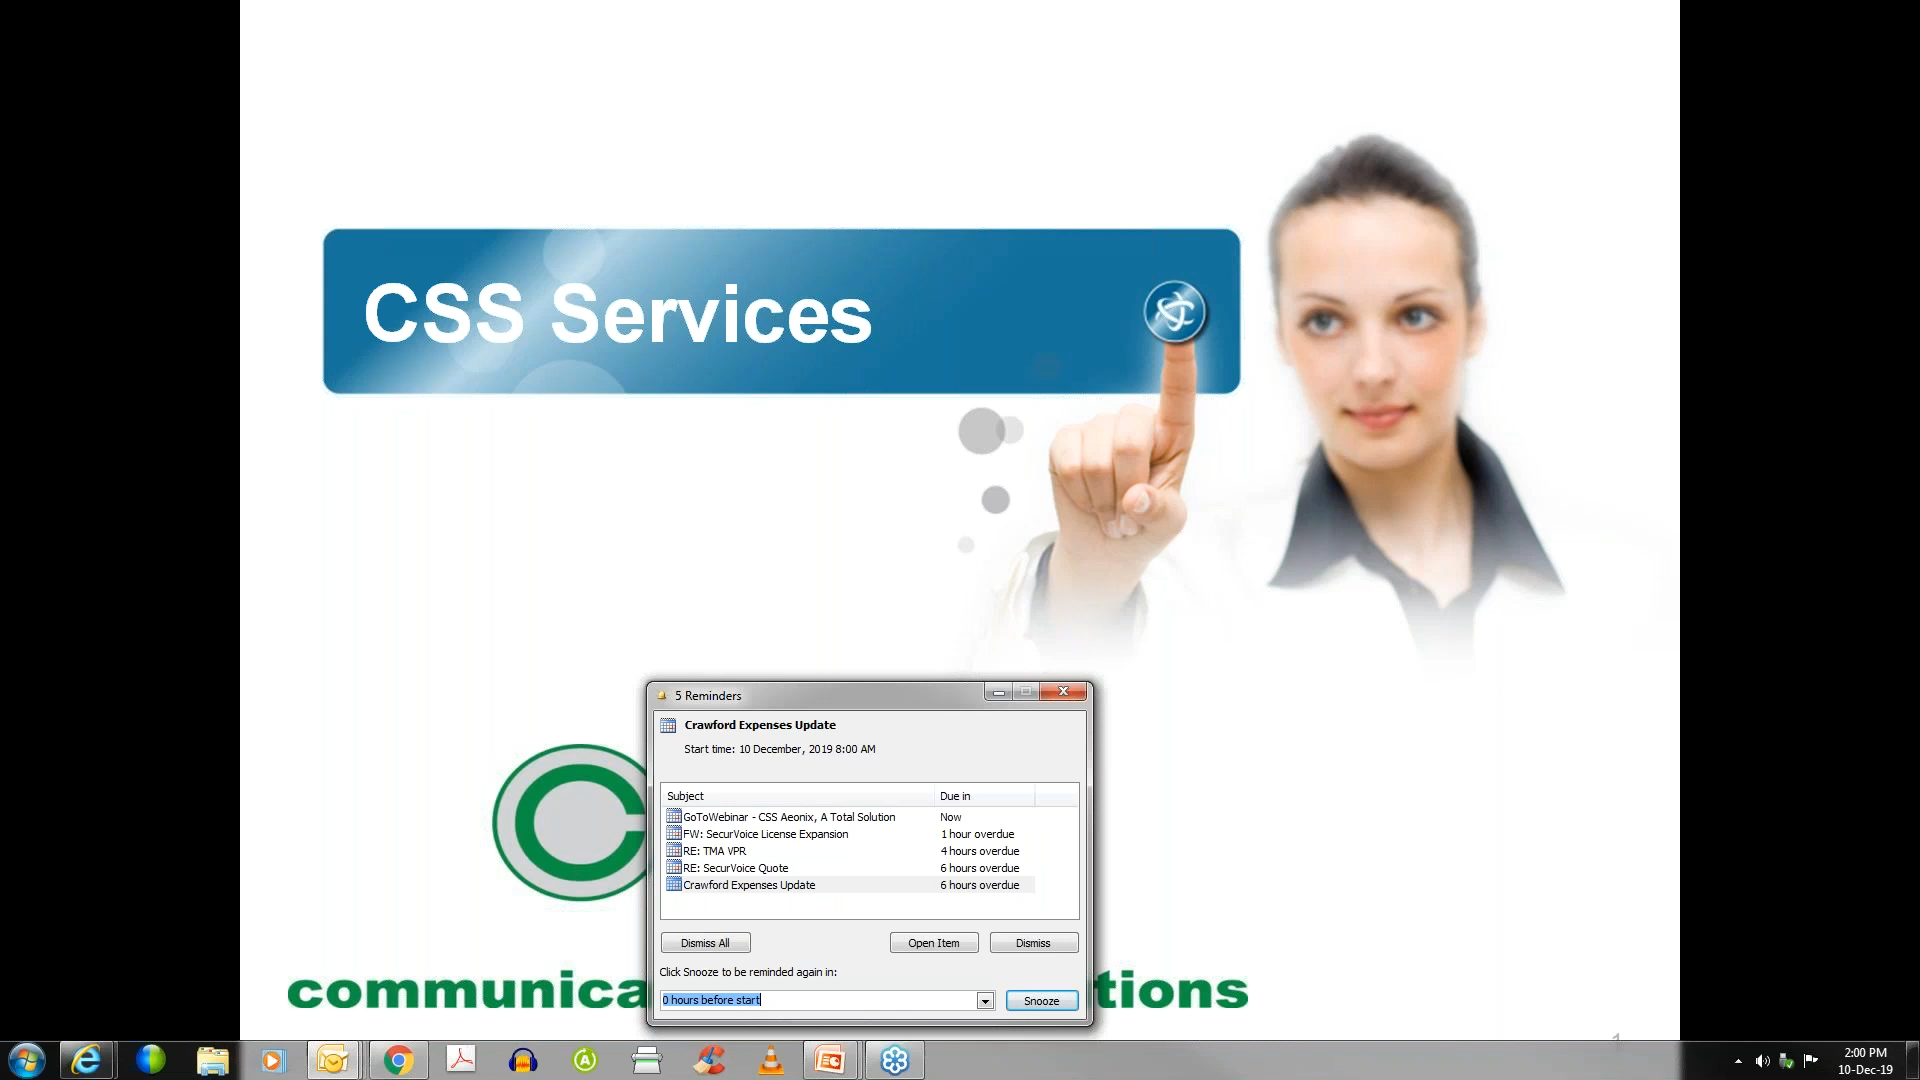 CSS Services
5 Reminders
Crawford Expenses Update
Start time: 10 December, 2019 8:00 AM
Subject Due in
GoToWebinar - CSS Aeonix, A Total Solution Now
FW: SecurVoice License Expansion 1 hour overdue
RE: TMA VPR 4 hours overdue
RE: SecurVoice Quote 6 hours overdue
Crawford Expenses Update 6 hours overdue
Dismiss All Open Item Dismiss
Click Snooze to be reminded again in:
0 hours before start Snooze
communica tions
2:00 PM
10-Dec-19